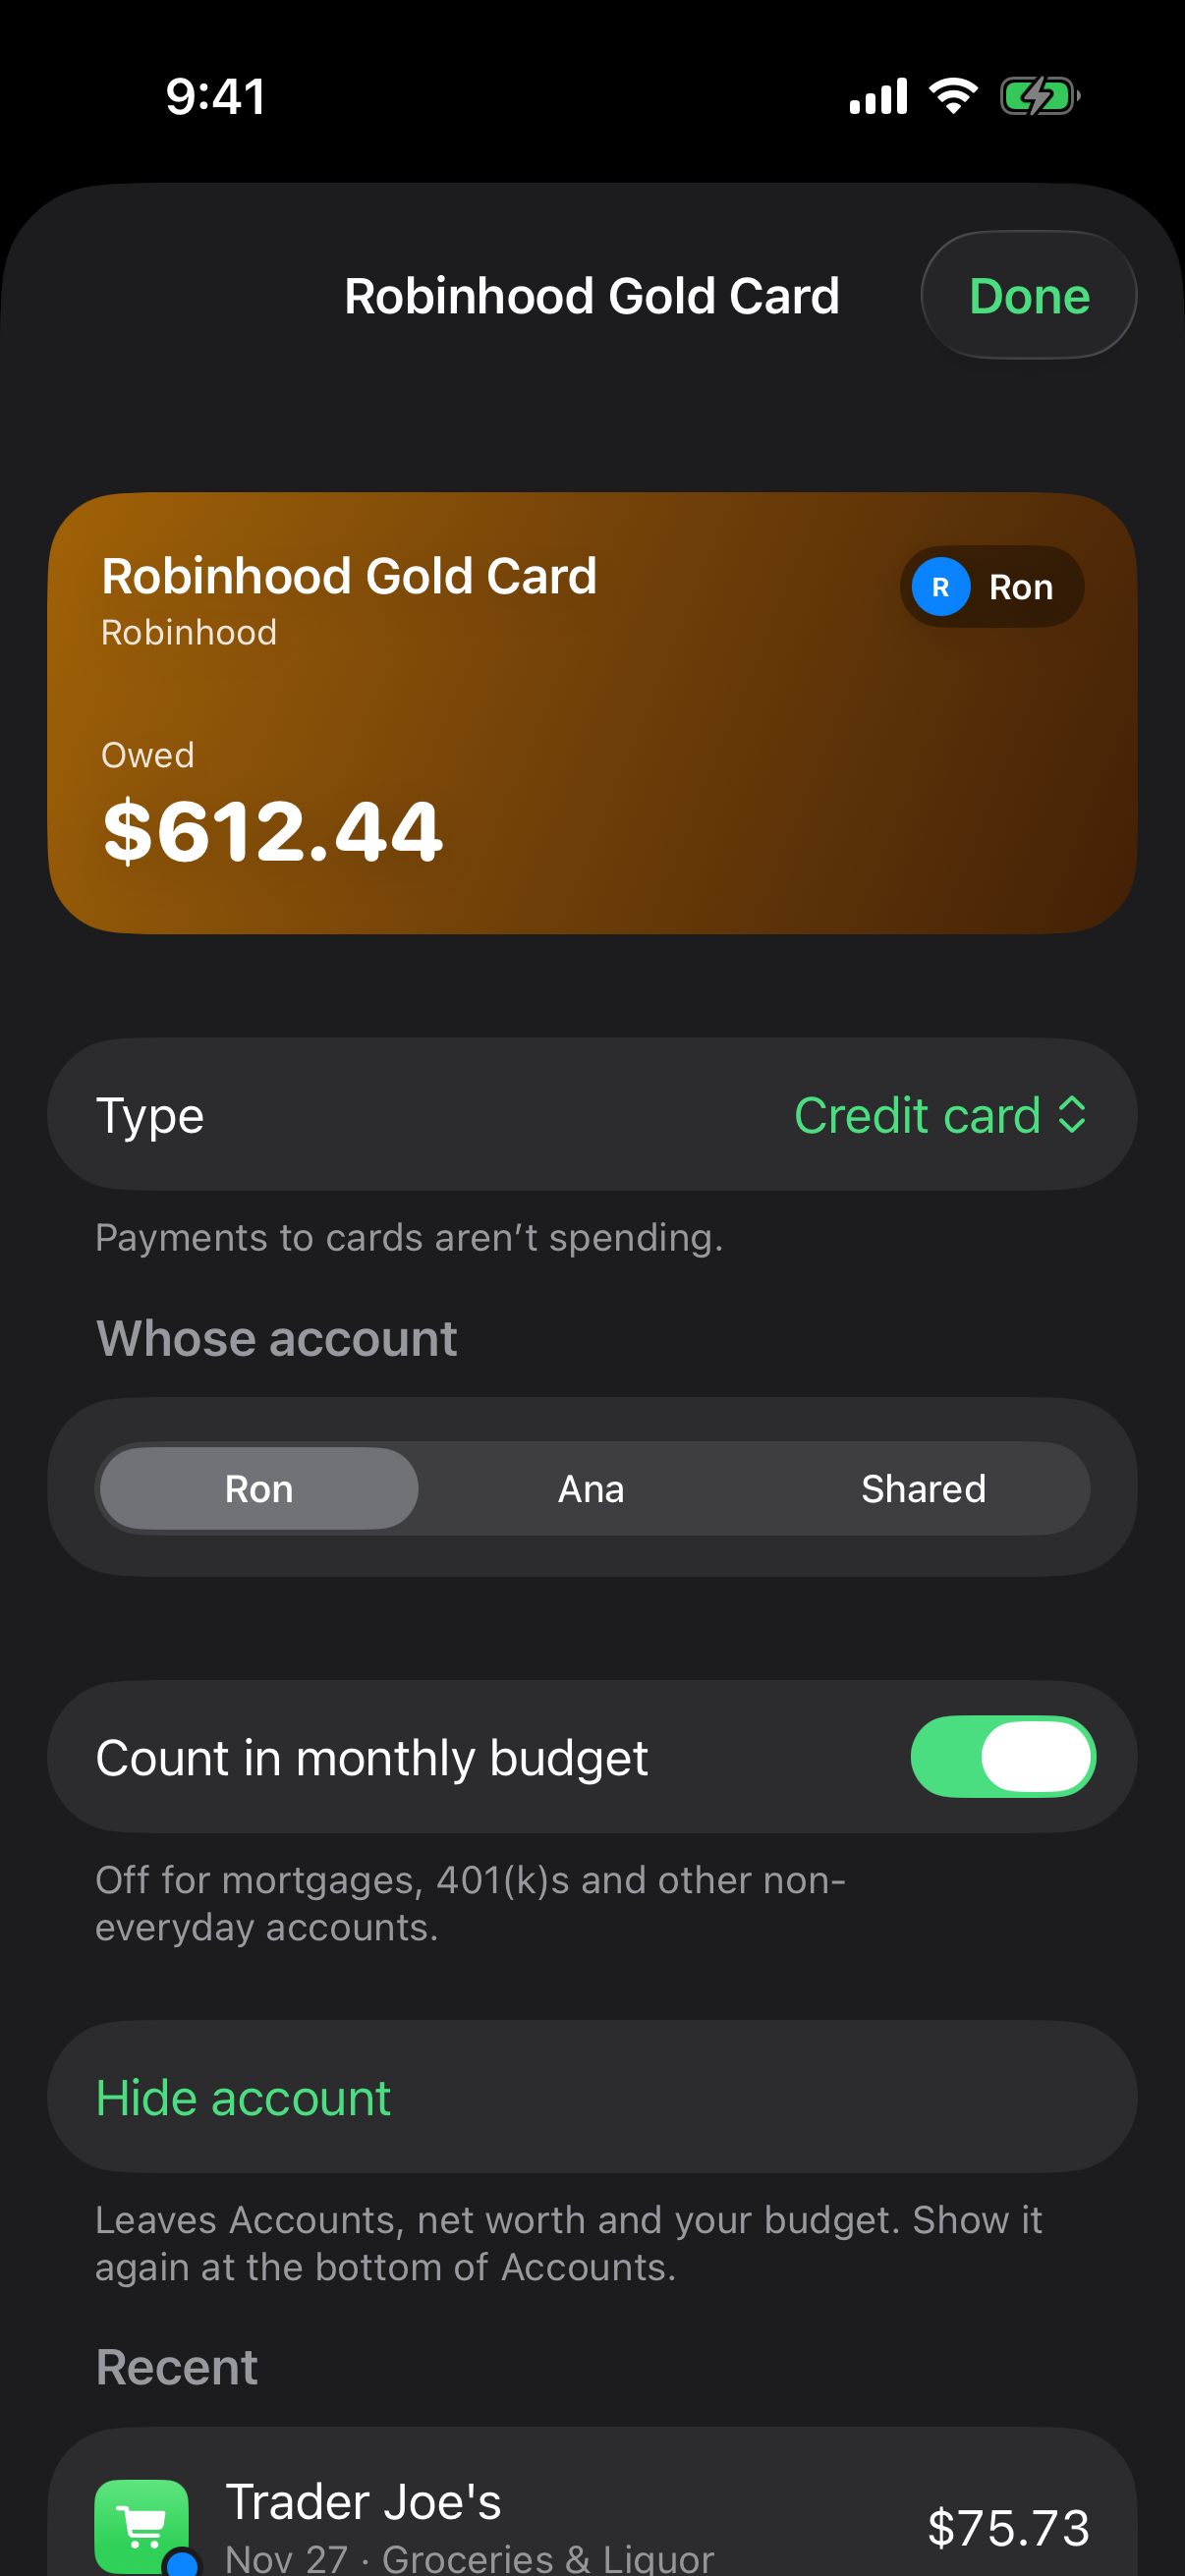 9:41
Robinhood Gold Card
Done
Robinhood Gold Card
R
Ron
Robinhood
Owed
$612.44
Type
Credit card
Payments to cards aren’t spending.
Whose account
Ron
Ana
Shared
Count in monthly budget
Off for mortgages, 401(k)s and other non-
everyday accounts.
Hide account
Leaves Accounts, net worth and your budget. Show it
again at the bottom of Accounts.
Recent
Trader Joe's
$75.73
Nov 27 · Groceries & Liquor